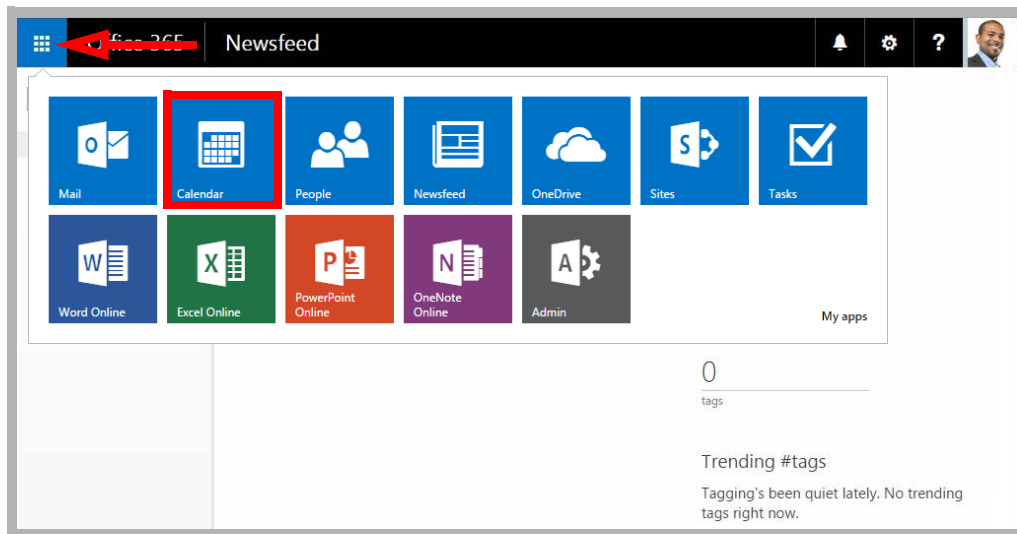 Office 365 Newsfeed ?
O
S
Mail Calendar People Newsfeed OneDrive Sites Tasks
W X P N A
Word Online Excel Online PowerPoint Online OneNote Online Admin
My apps
0
tags
Trending #tags
Tagging's been quiet lately. No trending
tags right now.